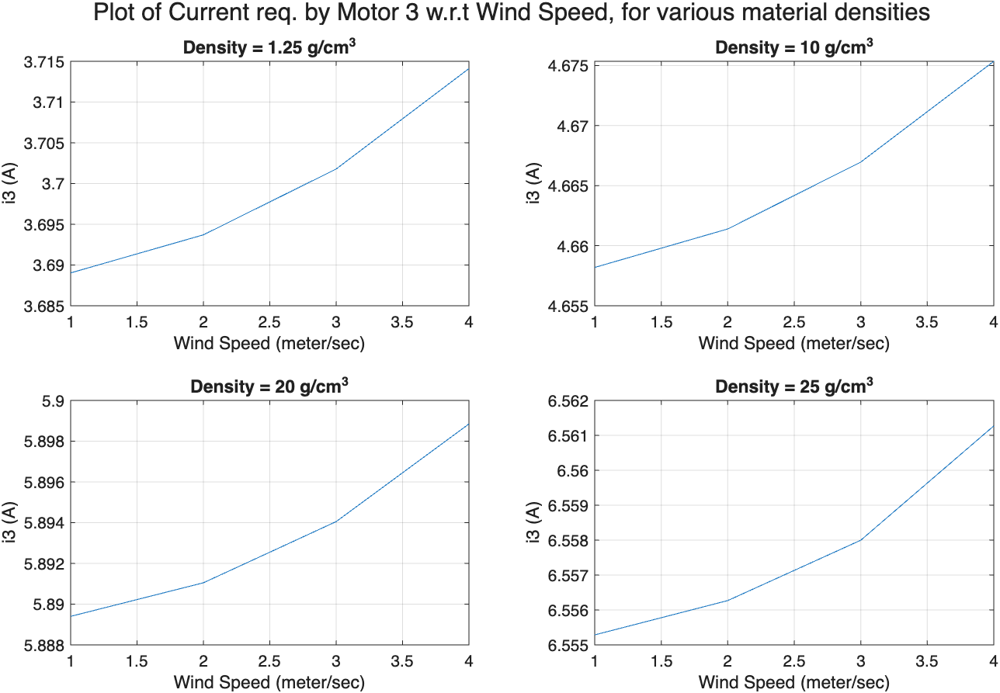 Plot of Current req. by Motor 3 w.r.t Wind Speed, for various material densities
Density = 1.25 g/cm³
3.715
3.71
3.705
3.7
3.695
3.69
3.685
i3 (A)
1 1.5 2 2.5 3 3.5 4
Wind Speed (meter/sec)
Density = 10 g/cm³
4.675
4.67
4.665
4.66
4.655
i3 (A)
1 1.5 2 2.5 3 3.5 4
Wind Speed (meter/sec)
Density = 20 g/cm³
5.9
5.898
5.896
5.894
5.892
5.89
5.888
i3 (A)
1 1.5 2 2.5 3 3.5 4
Wind Speed (meter/sec)
Density = 25 g/cm³
6.562
6.561
6.56
6.559
6.558
6.557
6.556
6.555
i3 (A)
1 1.5 2 2.5 3 3.5 4
Wind Speed (meter/sec)